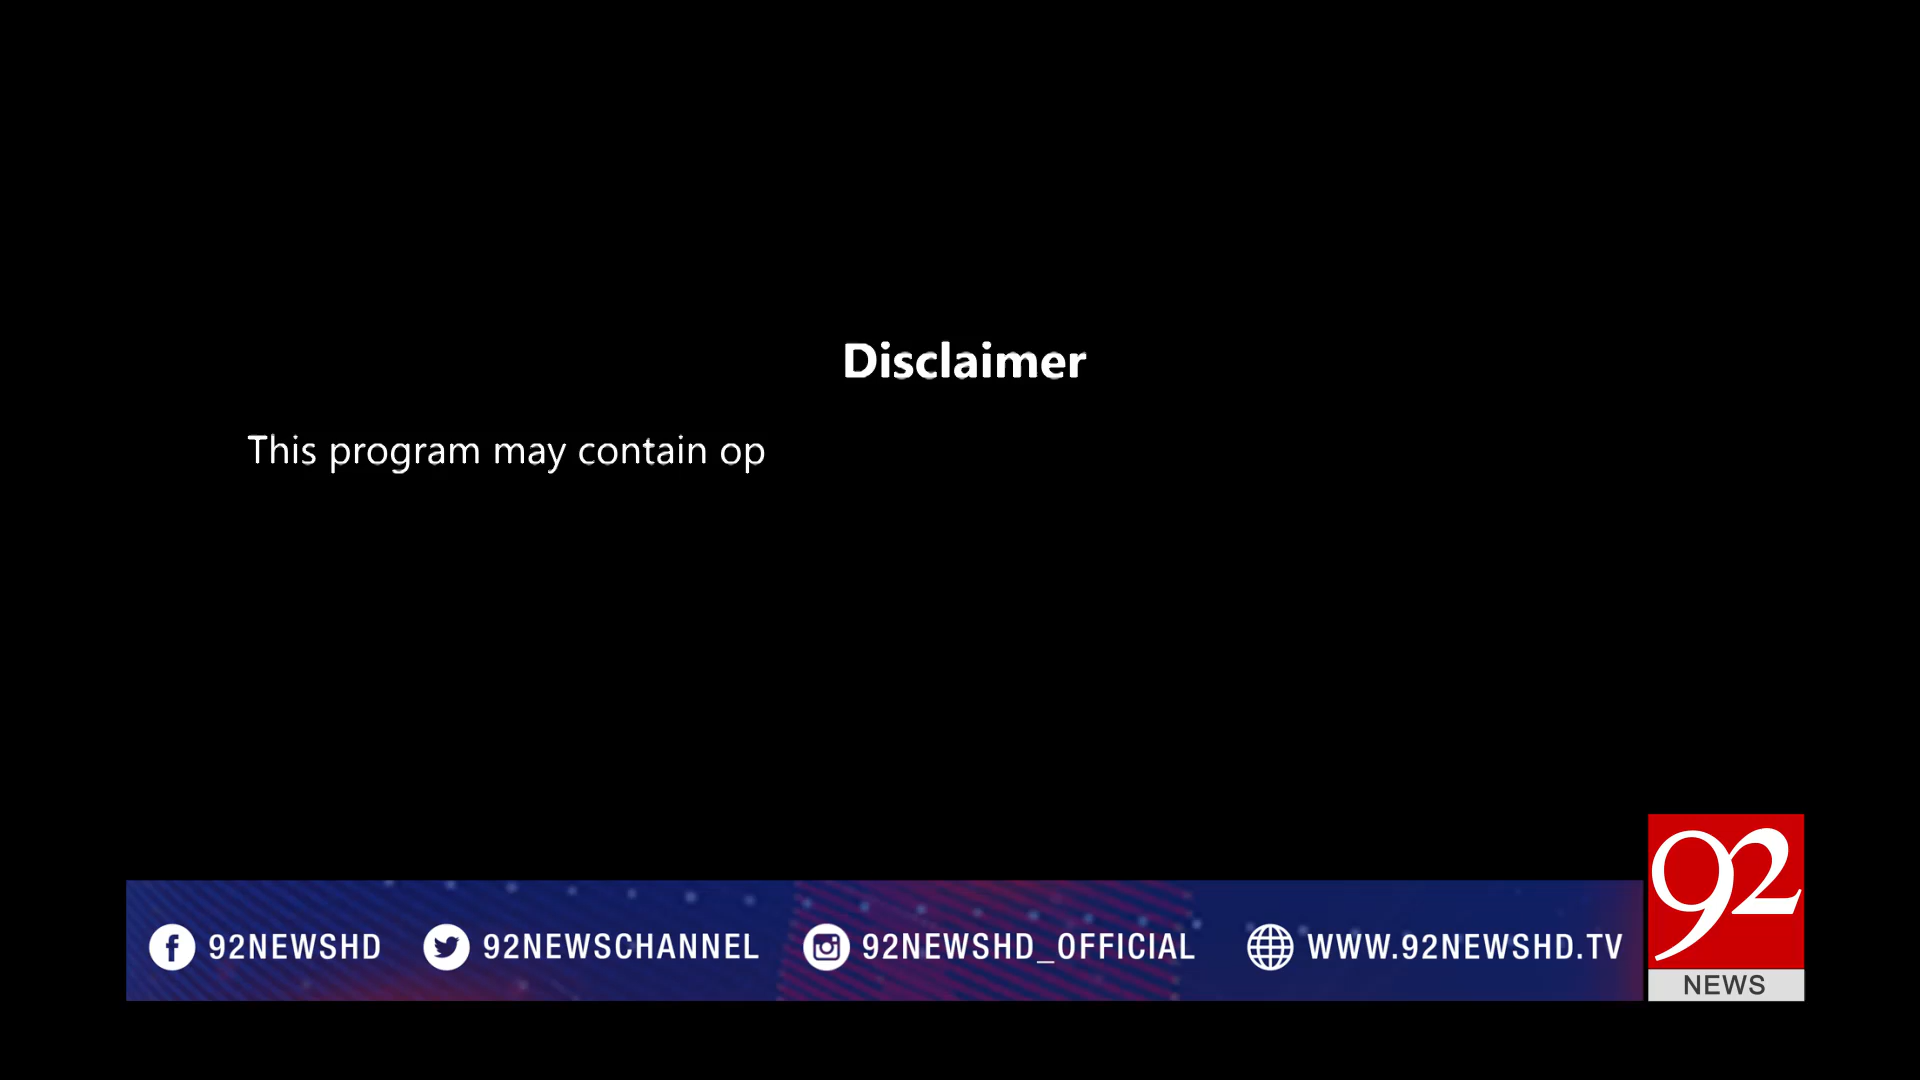 Disclaimer
This program may contain op
92NEWSHD 92NEWSCHANNEL 92NEWSHD_OFFICIAL WWW.92NEWSHD.TV
92
NEWS